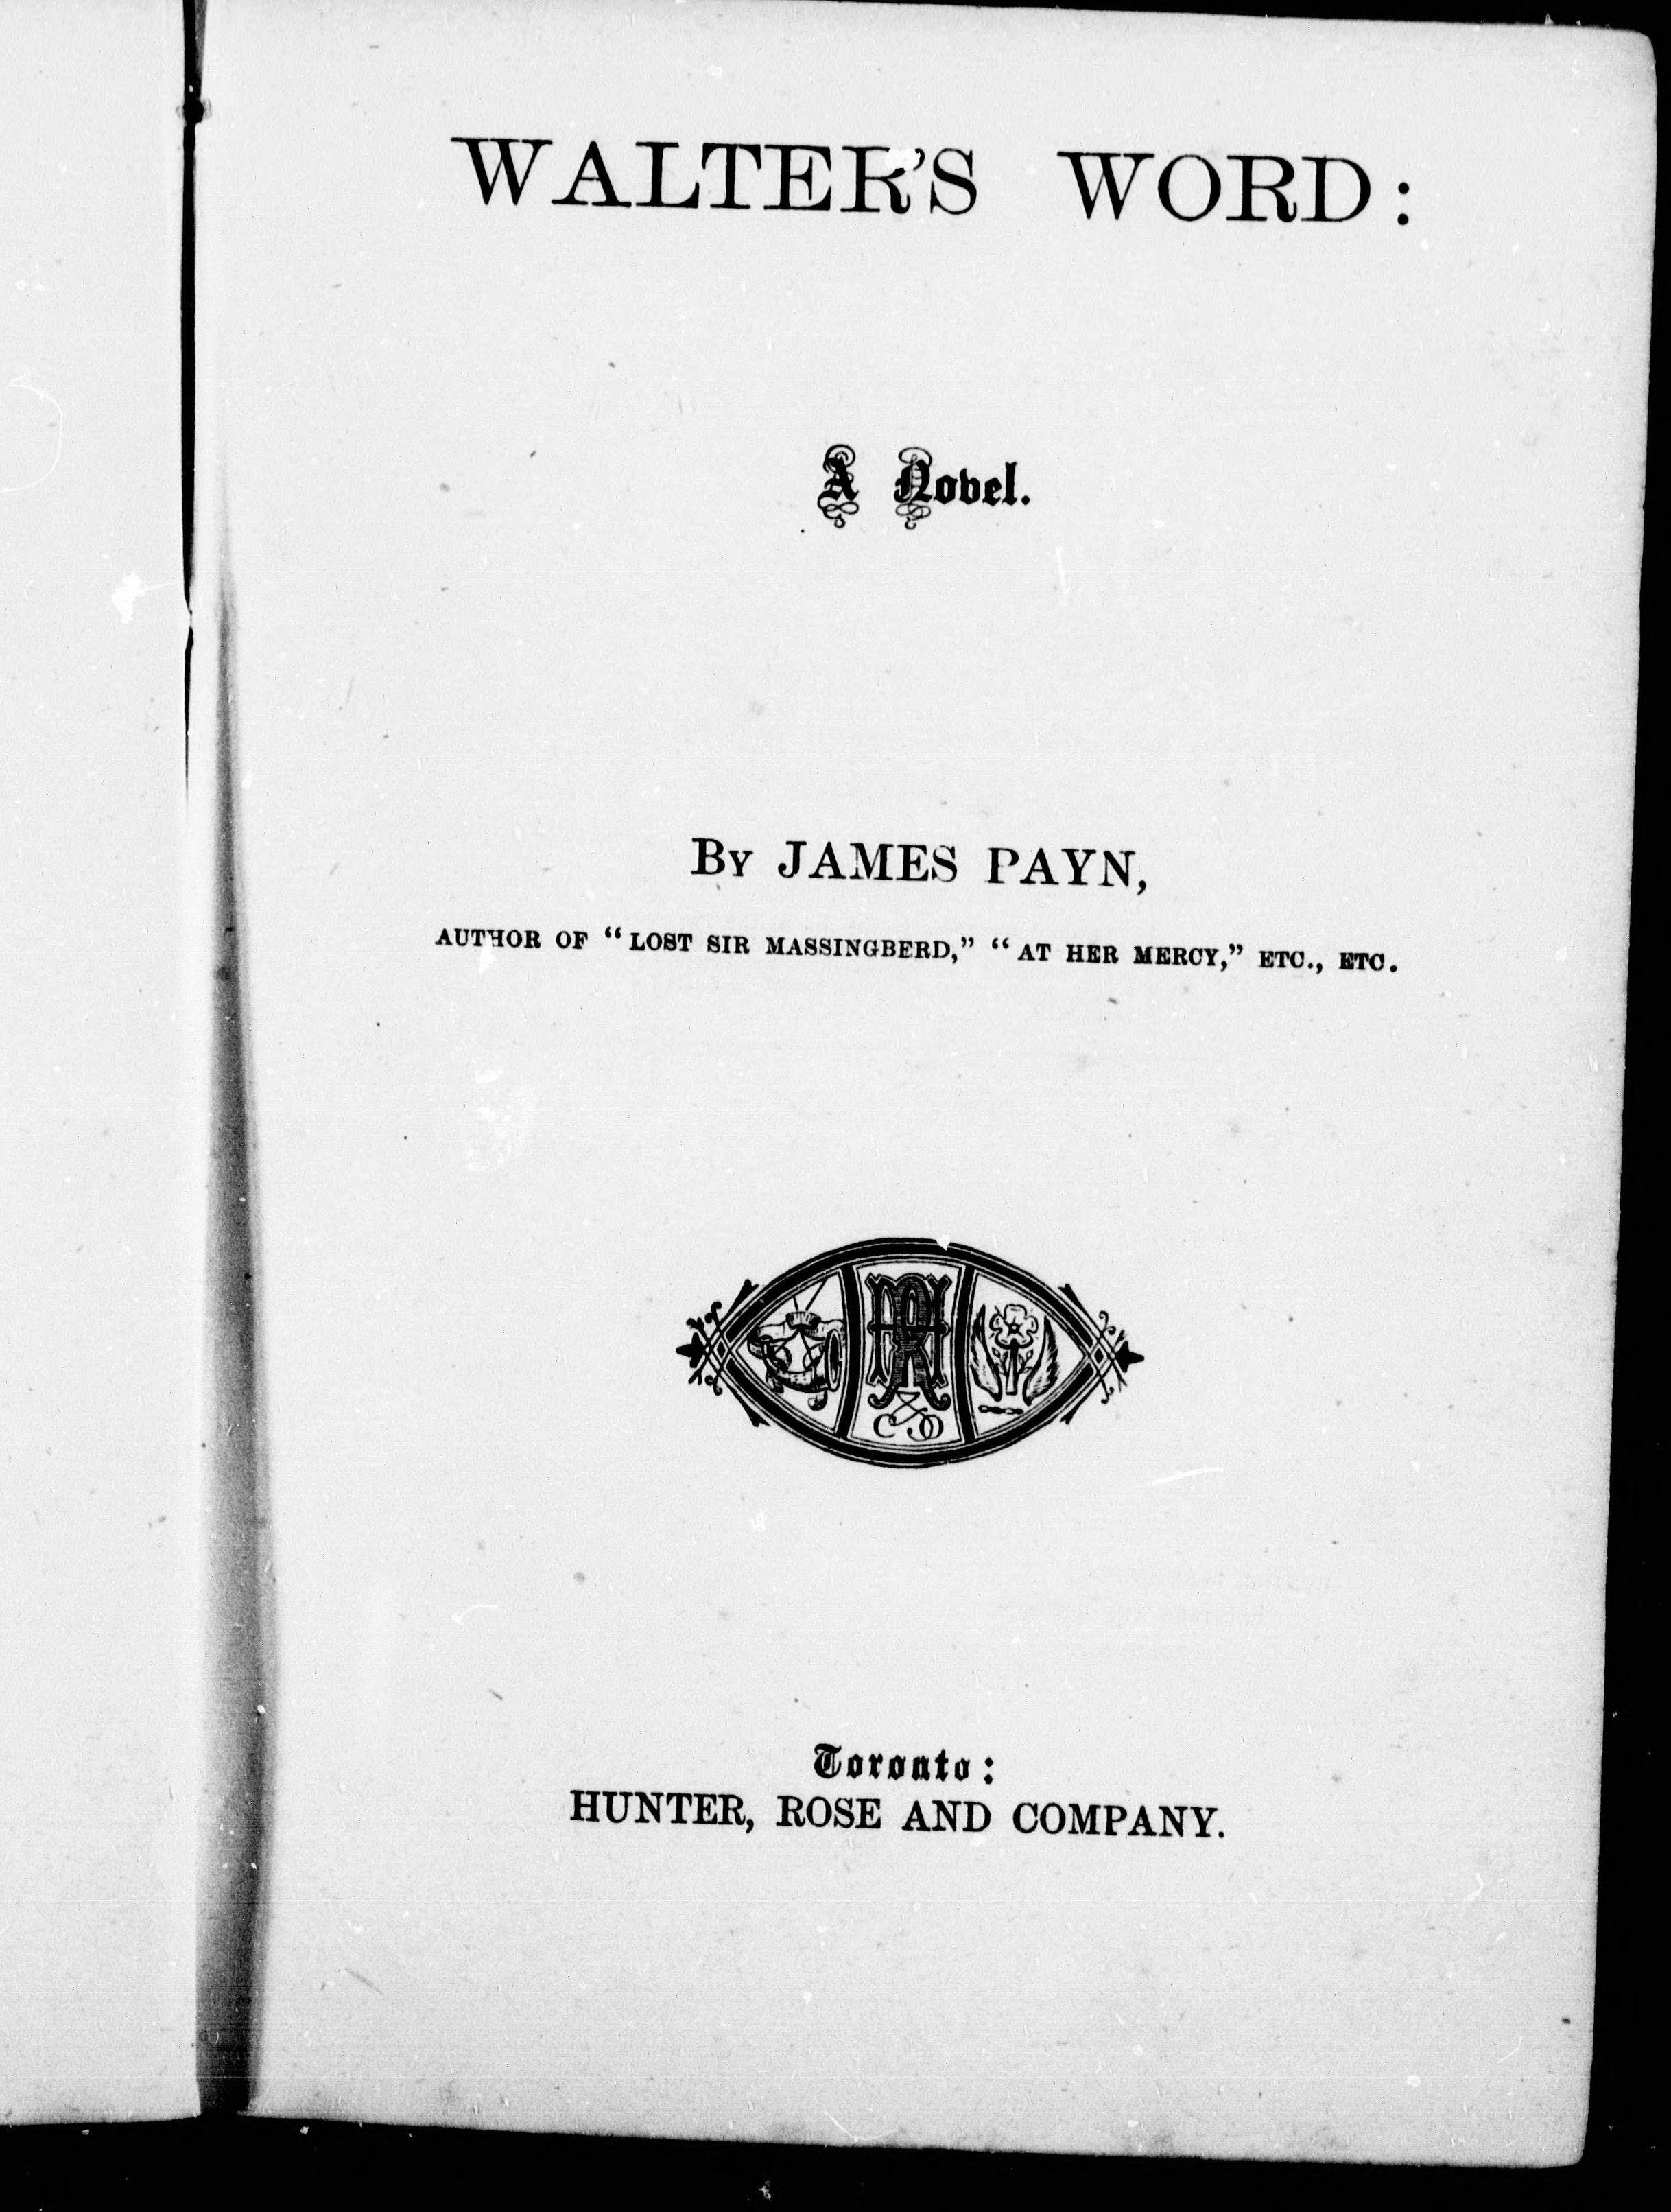 WALTER'S WORD:
A Novel.
By JAMES PAYN,
AUTHOR OF “LOST SIR MASSINGBERD,” “AT HER MERCY,” ETC., ETC.
Toronto:
HUNTER, ROSE AND COMPANY.